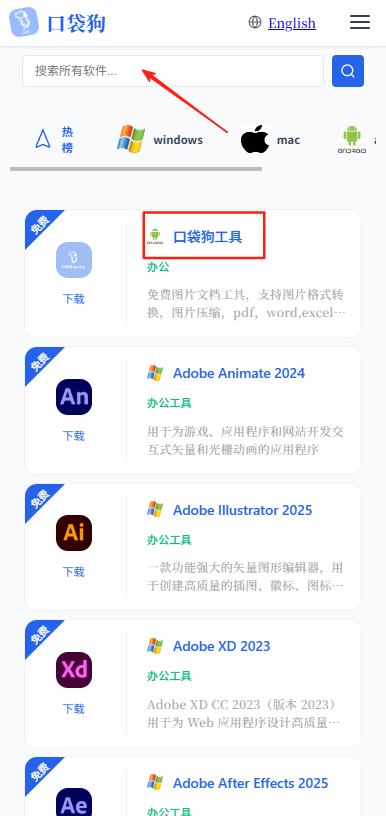 口袋狗
English
搜索所有软件...
热
榜
windows
mac
ANDROID
免费
口袋狗工具
办公
下载
免费图片文档工具，支持图片格式转
换，图片压缩，pdf，word,excel…
免费
An
Adobe Animate 2024
办公工具
下载
用于为游戏、应用程序和网站开发交
互式矢量和光栅动画的应用程序
免费
Ai
Adobe Illustrator 2025
办公工具
下载
一款功能强大的矢量图形编辑器，用
于创建高质量的插图、徽标、图标…
免费
Xd
Adobe XD 2023
办公工具
下载
Adobe XD CC 2023（版本 2023）
用于为 Web 应用程序设计高质量…
免费
Ae
Adobe After Effects 2025
办公工具